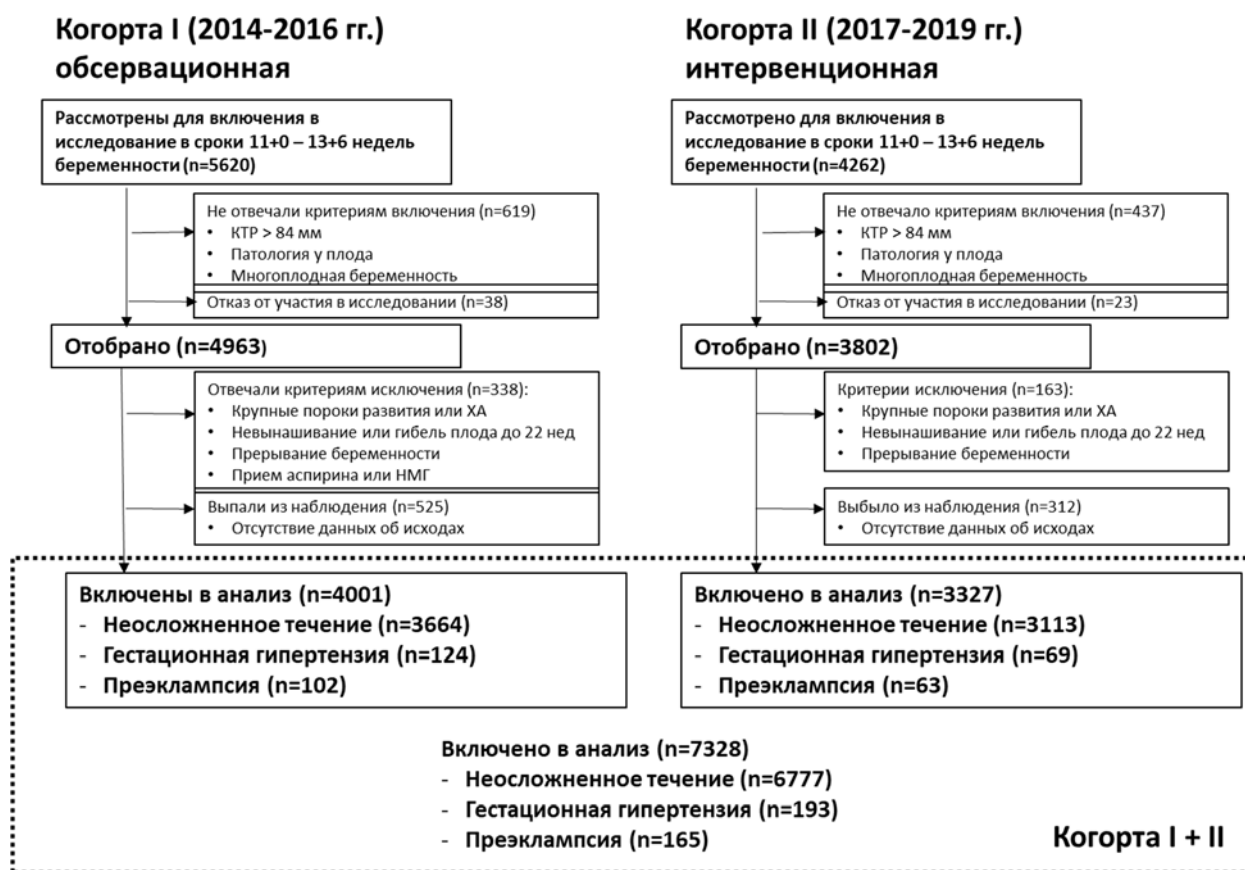 Когорта I (2014-2016 гг.)
обсервационная
Рассмотрены для включения в
исследование в сроки 11+0 – 13+6 недель
беременности (n=5620)
Не отвечали критериям включения (n=619)
• КТР > 84 мм
• Патология у плода
• Многоплодная беременность
Отказ от участия в исследовании (n=38)
Отобрано (n=4963)
Отвечали критериям исключения (n=338):
• Крупные пороки развития или ХА
• Невынашивание или гибель плода до 22 нед
• Прерывание беременности
• Прием аспирина или НМГ
Выпали из наблюдения (n=525)
• Отсутствие данных об исходах
Включены в анализ (n=4001)
- Неосложненное течение (n=3664)
- Гестационная гипертензия (n=124)
- Преэклампсия (n=102)
Когорта II (2017-2019 гг.)
интервенционная
Рассмотрено для включения в
исследование в сроки 11+0 – 13+6 недель
беременности (n=4262)
Не отвечало критериям включения (n=437)
• КТР > 84 мм
• Патология у плода
• Многоплодная беременность
Отказ от участия в исследовании (n=23)
Отобрано (n=3802)
Критерии исключения (n=163):
• Крупные пороки развития или ХА
• Невынашивание или гибель плода до 22 нед
• Прерывание беременности
Выбыло из наблюдения (n=312)
• Отсутствие данных об исходах
Включено в анализ (n=3327)
- Неосложненное течение (n=3113)
- Гестационная гипертензия (n=69)
- Преэклампсия (n=63)
Включено в анализ (n=7328)
- Неосложненное течение (n=6777)
- Гестационная гипертензия (n=193)
- Преэклампсия (n=165)
Когорта I + II